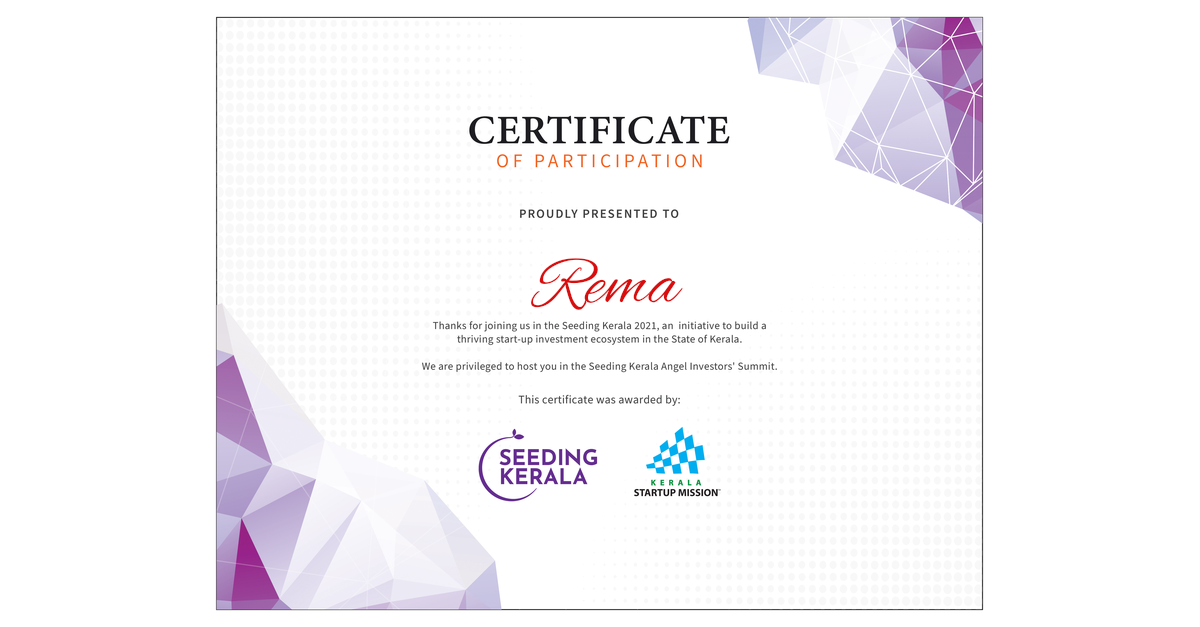 CERTIFICATE
OF PARTICIPATION
PROUDLY PRESENTED TO
Rema
Thanks for joining us in the Seeding Kerala 2021, an  initiative to build a
thriving start-up investment ecosystem in the State of Kerala.
We are privileged to host you in the Seeding Kerala Angel Investors' Summit.
This certificate was awarded by:
SEEDING
KERALA
KERALA
STARTUP MISSION